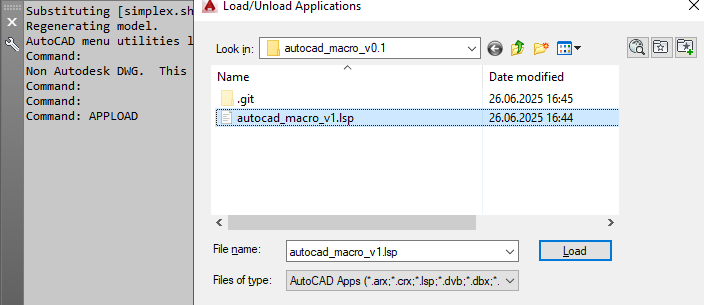 Substituting [simplex.sh
Regenerating model.
AutoCAD menu utilities l
Command:
Non Autodesk DWG.  This
Command:
Command:
Command: APPLOAD
Load/Unload Applications
Look in: autocad_macro_v0.1
Name Date modified
.git 26.06.2025 16:45
autocad_macro_v1.lsp 26.06.2025 16:44
File name: autocad_macro_v1.lsp Load
Files of type: AutoCAD Apps (*.arx;*.crx;*.lsp;*.dvb;*.dbx;*.